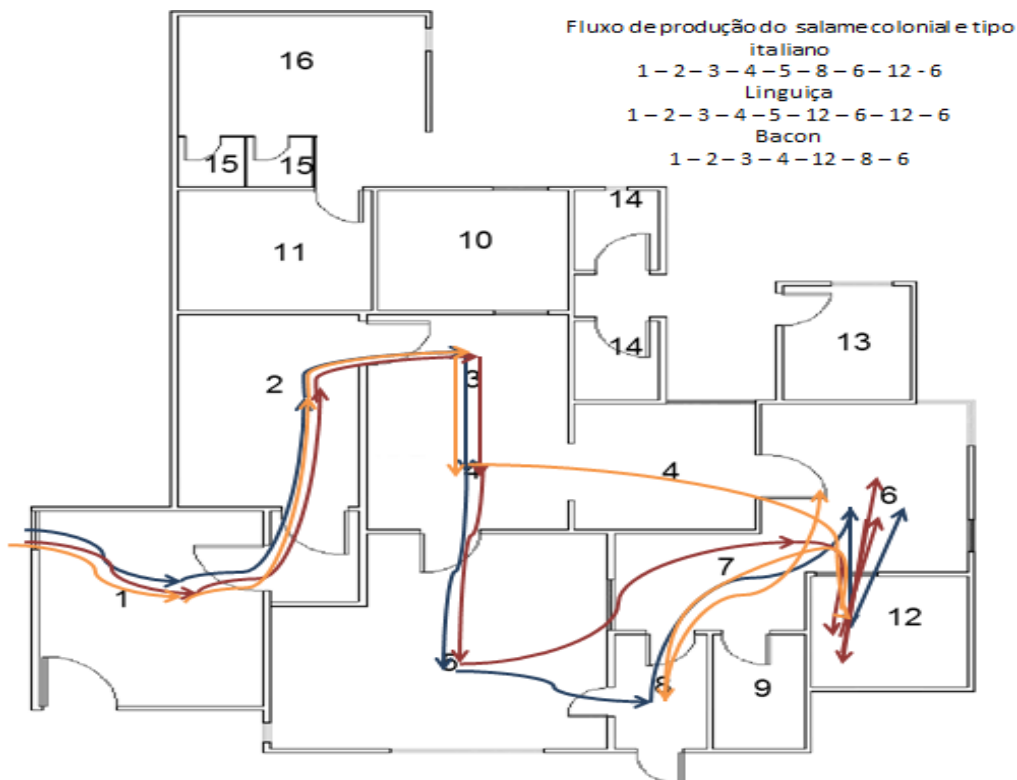 Fluxo de produção do salame colonial e tipo
italiano
1 – 2 – 3 – 4 – 5 – 8 – 6 – 12 - 6
Linguiça
1 – 2 – 3 – 4 – 5 – 12 – 6 – 12 – 6
Bacon
1 – 2 – 3 – 4 – 12 – 8 – 6
16
15 15
14
11 10
14 13
2 3
4 4
6
1 7
12
5
8 9